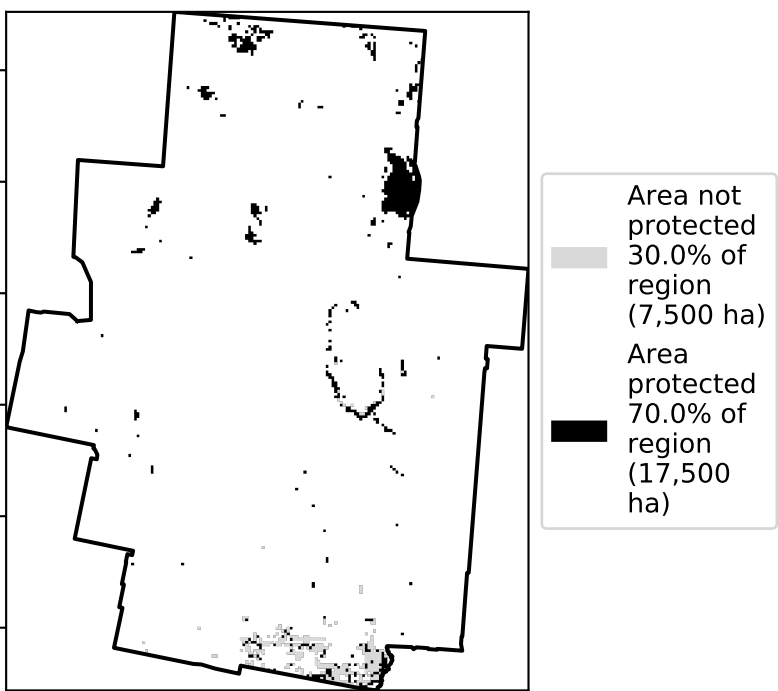 Area not
protected
30.0% of
region
(7,500 ha)
Area
protected
70.0% of
region
(17,500
ha)